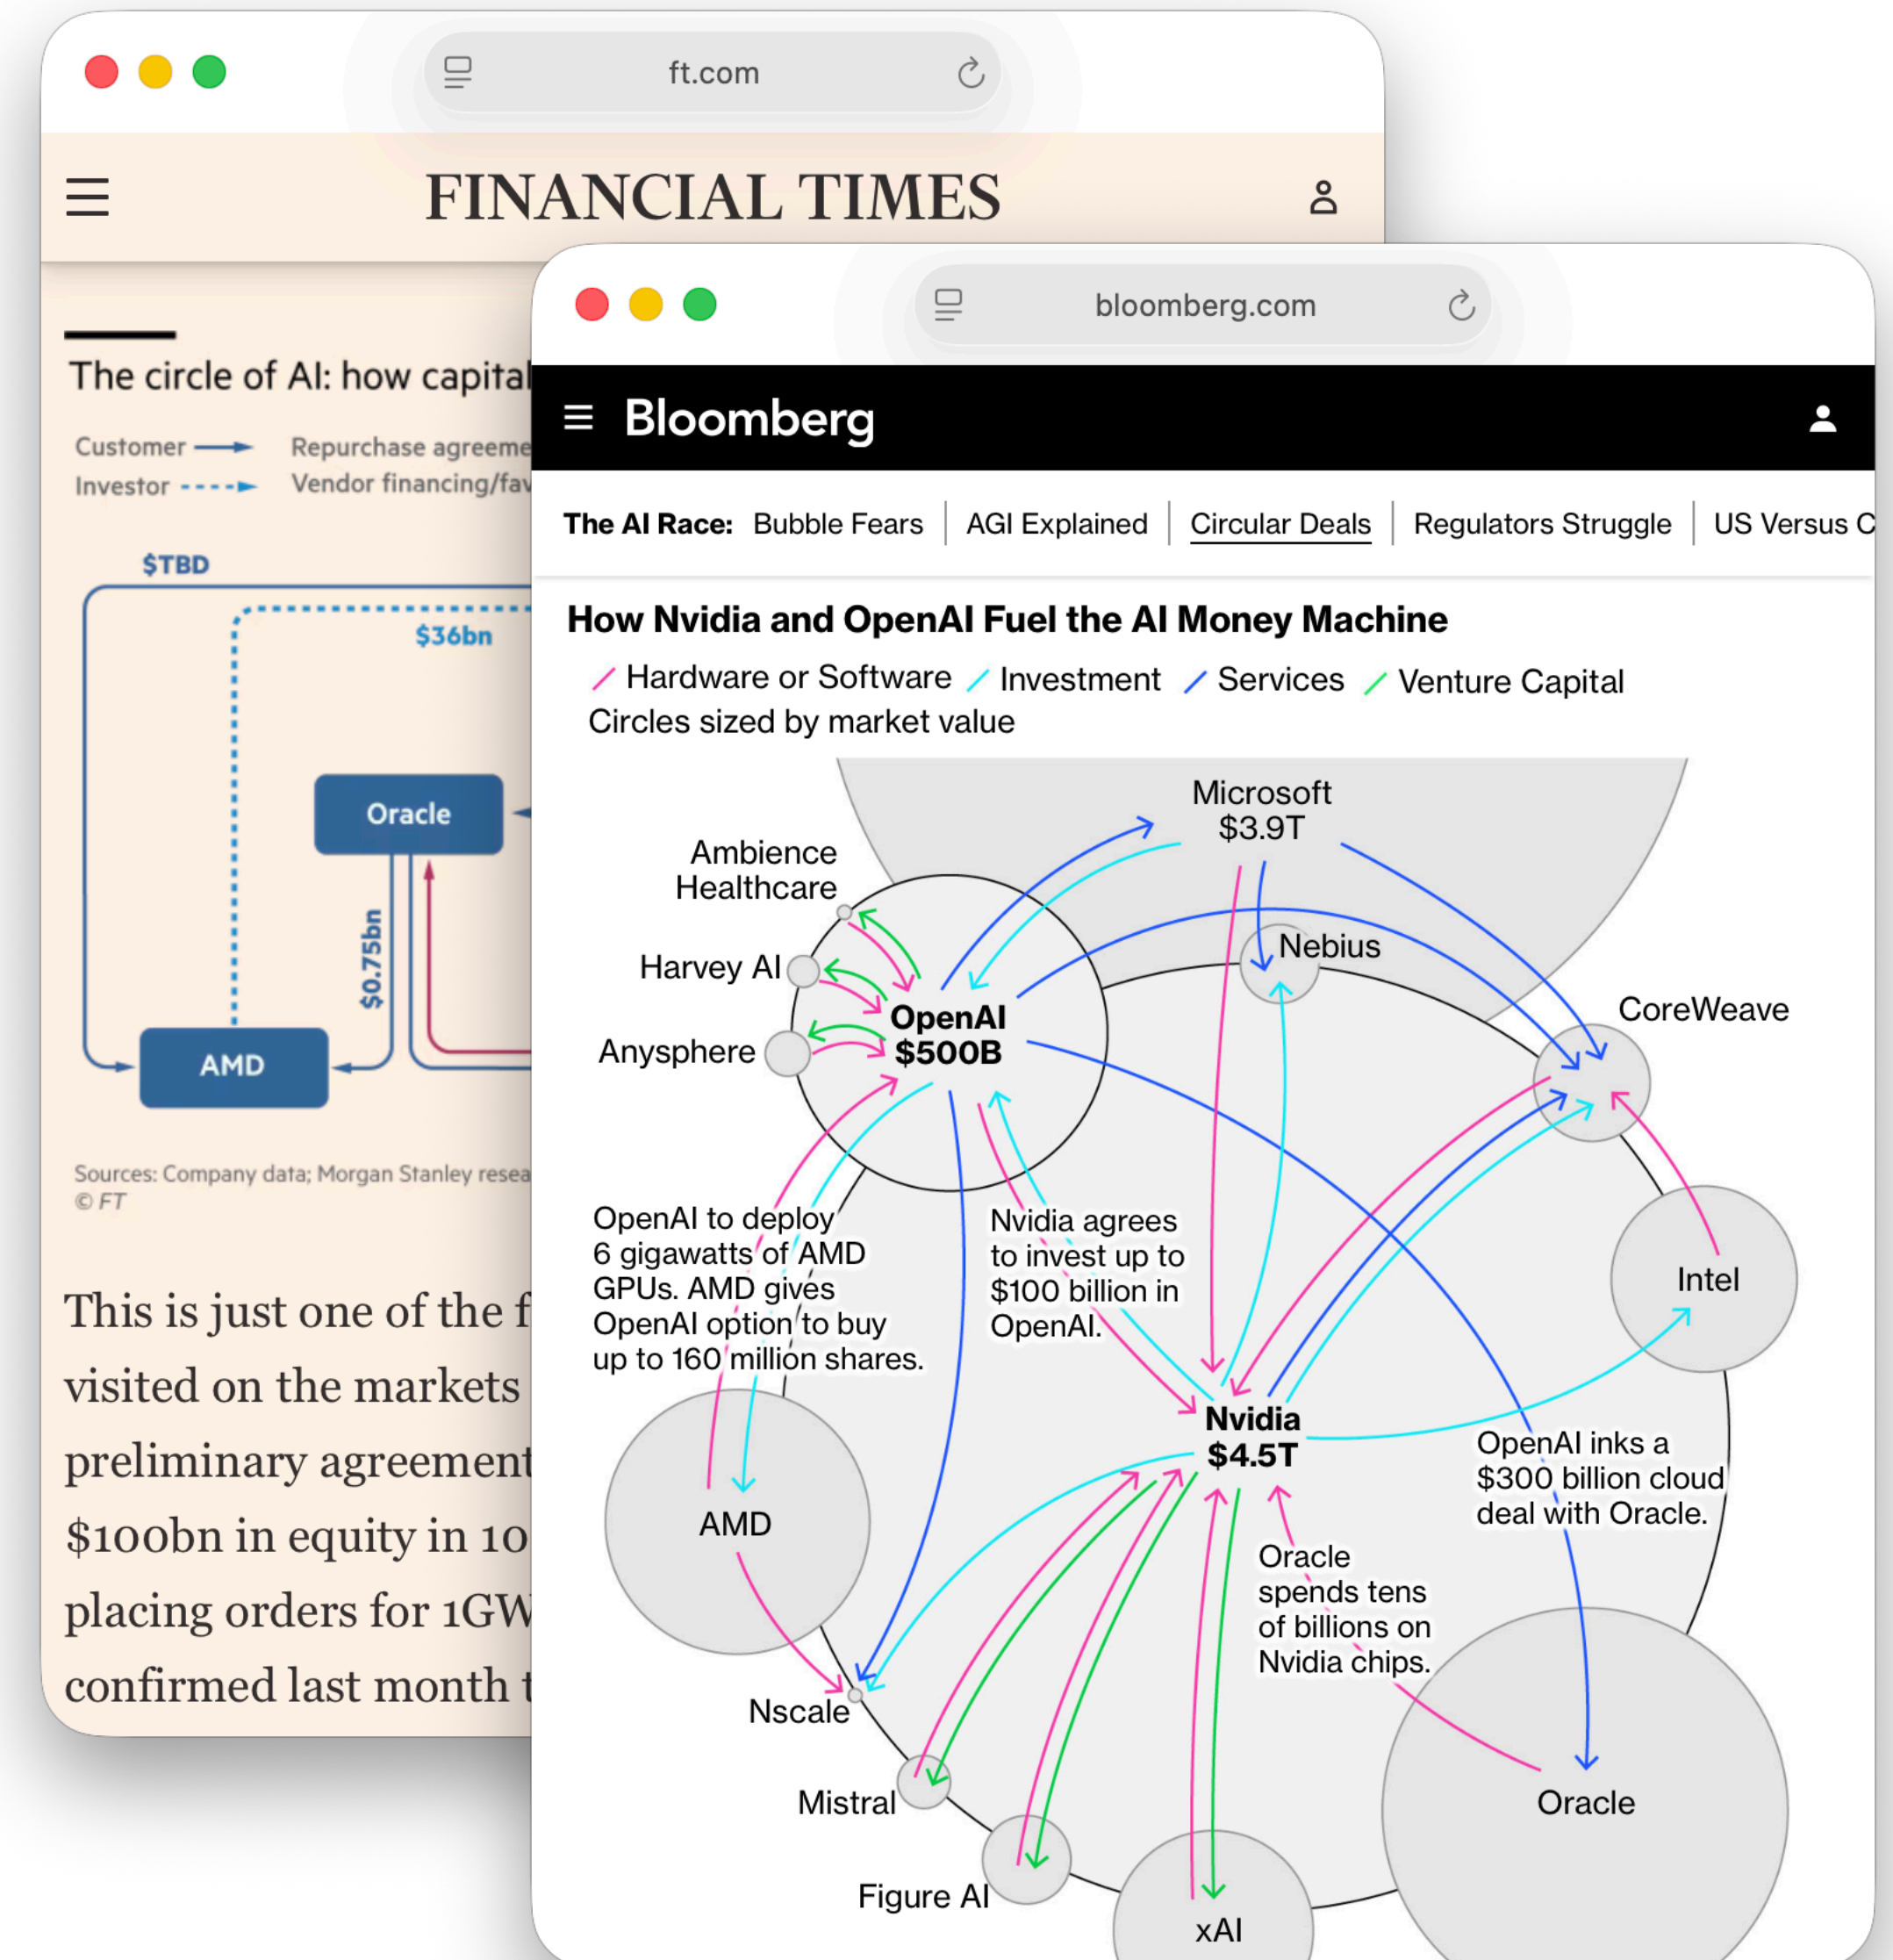 ft.com
FINANCIAL TIMES
The circle of AI: how capital
Customer
Repurchase agreeme
Investor
Vendor financing/fav
$TBD
$36bn
Oracle
$0.75bn
AMD
Sources: Company data; Morgan Stanley resea
© FT
This is just one of the f
visited on the markets
preliminary agreement
$100bn in equity in 10
placing orders for 1GW
confirmed last month t
bloomberg.com
Bloomberg
The AI Race: Bubble Fears | AGI Explained | Circular Deals | Regulators Struggle | US Versus C
How Nvidia and OpenAI Fuel the AI Money Machine
Hardware or Software Investment Services Venture Capital
Circles sized by market value
Microsoft
$3.9T
Ambience
Healthcare
Harvey AI
Nebius
CoreWeave
OpenAI
$500B
Anysphere
OpenAI to deploy
6 gigawatts of AMD
GPUs. AMD gives
OpenAI option to buy
up to 160 million shares.
Nvidia agrees
to invest up to
$100 billion in
OpenAI.
Intel
Nvidia
$4.5T
OpenAI inks a
$300 billion cloud
deal with Oracle.
AMD
Oracle
spends tens
of billions on
Nvidia chips.
Nscale
Mistral
Oracle
Figure AI
xAI